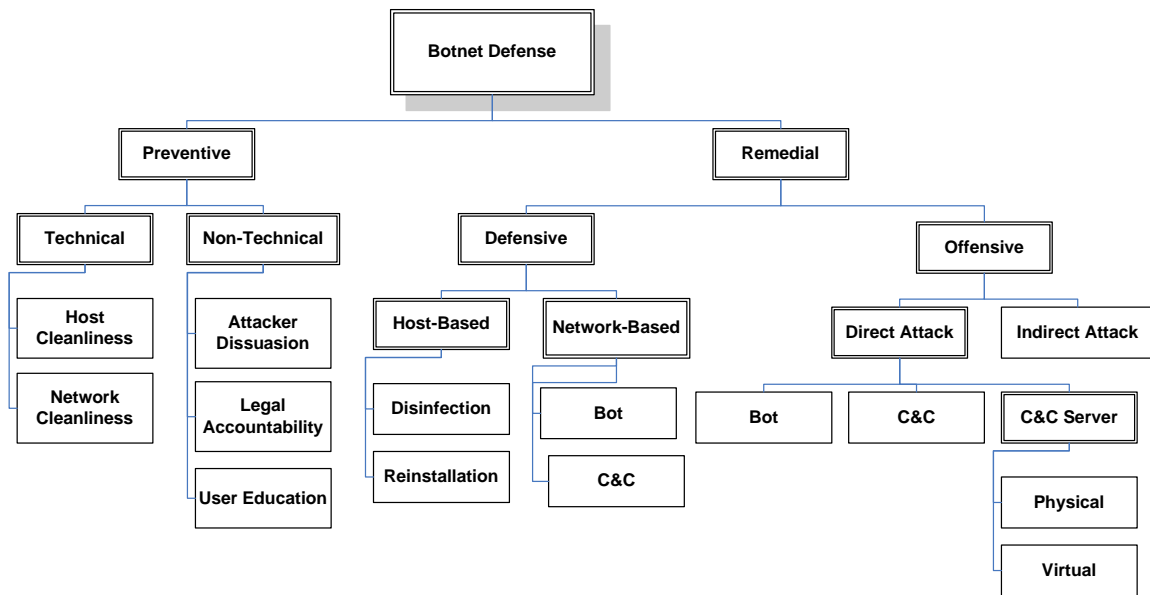 Botnet Defense
Preventive
Remedial
Technical
Non-Technical
Defensive
Offensive
Host
Cleanliness
Network
Cleanliness
Attacker
Dissuasion
Legal
Accountability
User Education
Host-Based
Network-Based
Disinfection
Reinstallation
Bot
C&C
Direct Attack
Indirect Attack
Bot
C&C
C&C Server
Physical
Virtual